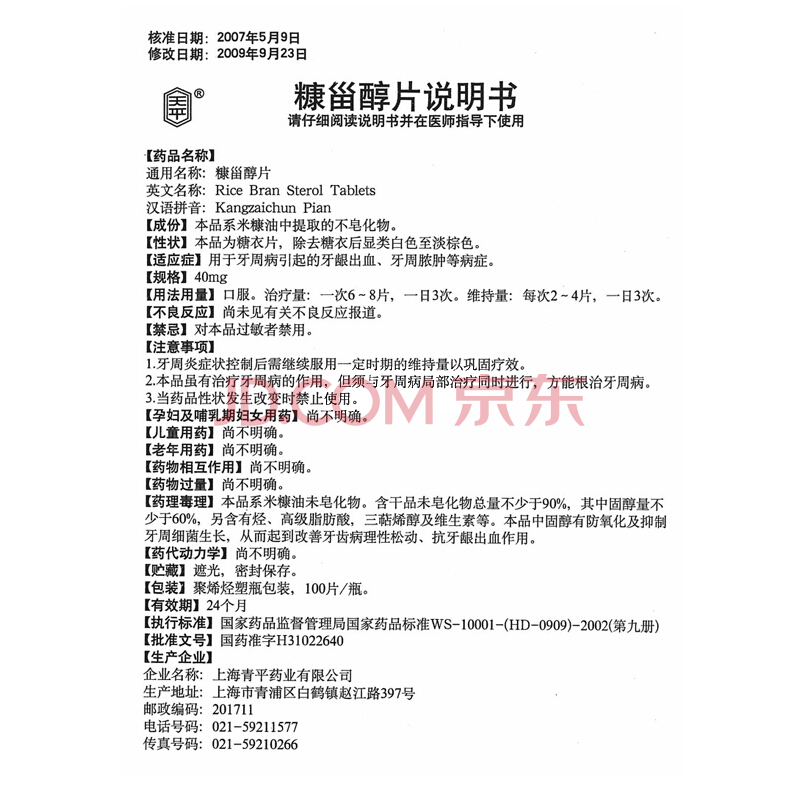 核准日期：2007年5月9日
修改日期：2009年9月23日
天平®
糠甾醇片说明书
请仔细阅读说明书并在医师指导下使用
【药品名称】
通用名称：糠甾醇片
英文名称：Rice Bran Sterol Tablets
汉语拼音：Kangzaichun Pian
【成份】本品系米糠油中提取的不皂化物。
【性状】本品为糖衣片，除去糖衣后显类白色至淡棕色。
【适应症】用于牙周病引起的牙龈出血、牙周脓肿等病症。
【规格】40mg
【用法用量】口服。治疗量：一次6~8片，一日3次。维持量：每次2~4片，一日3次。
【不良反应】尚未见有关不良反应报道。
【禁忌】对本品过敏者禁用。
【注意事项】
1.牙周炎症状控制后需继续服用一定时期的维持量以巩固疗效。
2.本品虽有治疗牙周病的作用，但须与牙周病局部治疗同时进行，方能根治牙周病。
3.当药品性状发生改变时禁止使用。
JD.COM 京东
【孕妇及哺乳期妇女用药】尚不明确。
【儿童用药】尚不明确。
【老年用药】尚不明确。
【药物相互作用】尚不明确。
【药物过量】尚不明确。
【药理毒理】本品系米糠油未皂化物。含干品未皂化物总量不少于90%，其中固醇量不
少于60%，另含有烃、高级脂肪酸，三萜烯醇及维生素等。本品中固醇有防氧化及抑制
牙周细菌生长，从而起到改善牙齿病理性松动、抗牙龈出血作用。
【药代动力学】尚不明确。
【贮藏】遮光，密封保存。
【包装】聚烯烃塑瓶包装，100片/瓶。
【有效期】24个月
【执行标准】国家药品监督管理局国家药品标准WS-10001-(HD-0909)-2002(第九册)
【批准文号】国药准字H31022640
【生产企业】
企业名称：上海青平药业有限公司
生产地址：上海市青浦区白鹤镇赵江路397号
邮政编码：201711
电话号码：021-59211577
传真号码：021-59210266